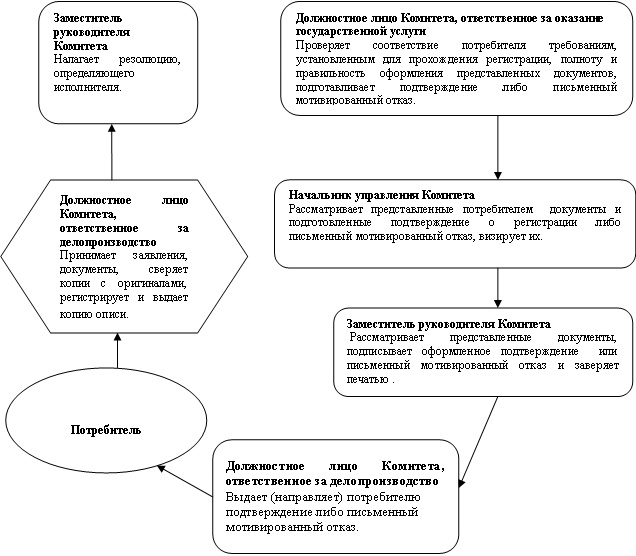 Заместитель
руководителя
Комитета
Налагает резолюцию,
определяющего
исполнителя.
Должностное лицо Комитета, ответственное за оказание
государственной услуги
Проверяет соответствие потребителя требованиям,
установленным для прохождения регистрации, полноту и
правильность оформления представленных документов,
подготавливает подтверждение либо письменный
мотивированный отказ.
Должностное лицо
Комитета,
ответственное за
делопроизводство
Принимает заявления,
документы, сверяет
копии с оригиналами,
регистрирует и выдает
копию описи.
Начальник управления Комитета
Рассматривает представленные потребителем документы и
подготовленные подтверждение о регистрации либо
письменный мотивированный отказ, визирует их.
Заместитель руководителя Комитета
Рассматривает представленные документы,
подписывает оформленное подтверждение или
письменный мотивированный отказ и заверяет
печатью .
Потребитель
Должностное лицо Комитета,
ответственное за делопроизводство
Выдает (направляет) потребителю
подтверждение либо письменный
мотивированный отказ.